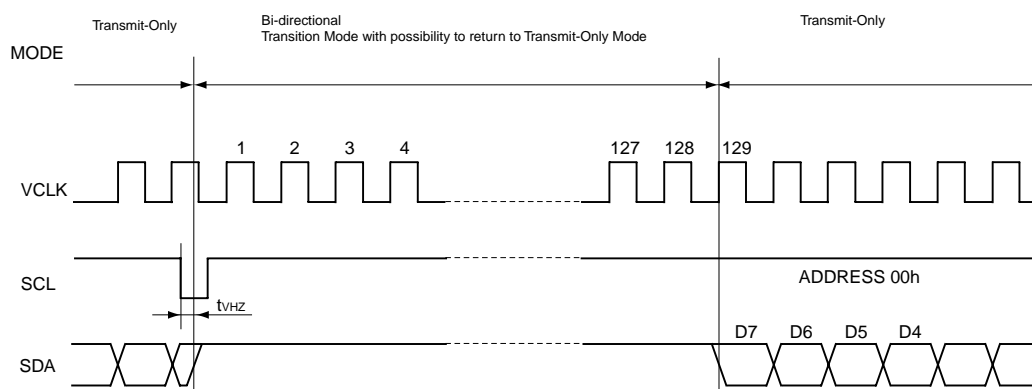 Transmit-Only
Bi-directional
Transition Mode with possibility to return to Transmit-Only Mode
Transmit-Only
MODE
1 2 3 4 127 128 129
VCLK
SCL
ADDRESS 00h
tVHZ
D7 D6 D5 D4
SDA